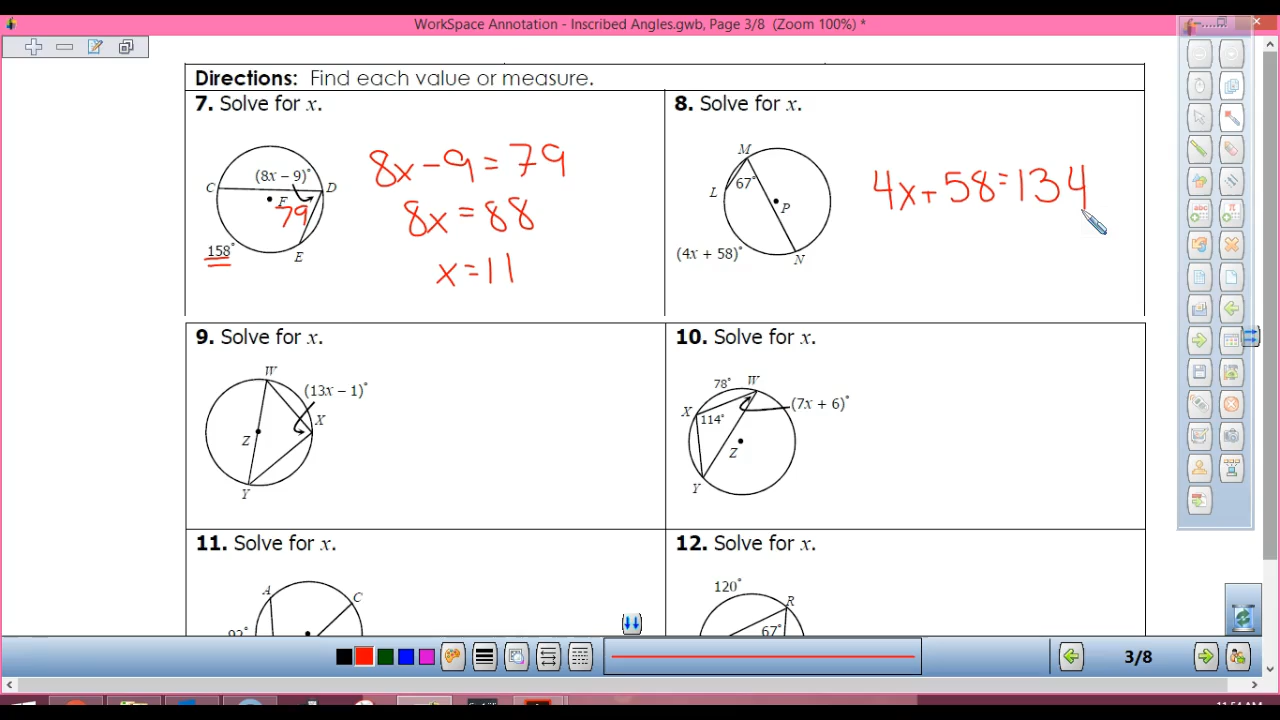 WorkSpace Annotation - Inscribed Angles.gwb, Page 3/8 (Zoom 100%) *
Directions: Find each value or measure.
7. Solve for x.
C
(8x – 9)°
D
F
79
158°
E
8x – 9 = 79
8x = 88
x = 11
8. Solve for x.
M
L
67°
P
(4x + 58)°
N
4x + 58 = 134
9. Solve for x.
W
(13x – 1)°
X
Z
Y
10. Solve for x.
78°
W
X
114°
(7x + 6)°
Z
Y
11. Solve for x.
A
C
92°
12. Solve for x.
120°
R
67°
3/8